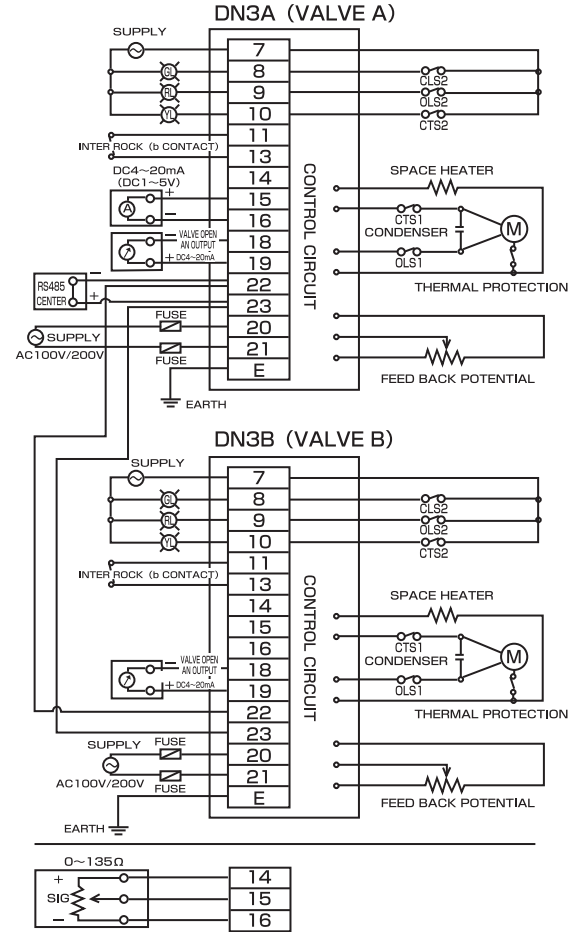 DN3A (VALVE A)
SUPPLY
7
GL
8
CLS2
RL
9
OLS2
YL
10
CTS2
11
INTER ROCK (b CONTACT)
13
DC4~20mA
(DC1~5V)
14
+
15
A
−
16
− VALVE OPEN
AN OUTPUT
18
+ DC4~20mA
19
RS485
CENTER
−
+
22
23
FUSE
20
SUPPLY
AC100V/200V
21
FUSE
E
EARTH
CONTROL CIRCUIT
SPACE HEATER
CTS1
CONDENSER
M
OLS1
THERMAL PROTECTION
FEED BACK POTENTIAL
DN3B (VALVE B)
SUPPLY
7
GL
8
CLS2
RL
9
OLS2
YL
10
CTS2
11
INTER ROCK (b CONTACT)
13
14
15
16
− VALVE OPEN
AN OUTPUT
18
+ DC4~20mA
19
22
23
SUPPLY
FUSE
20
AC100V/200V
21
FUSE
E
EARTH
CONTROL CIRCUIT
SPACE HEATER
CTS1
CONDENSER
M
OLS1
THERMAL PROTECTION
FEED BACK POTENTIAL
0~135Ω
+
14
SIG
15
−
16